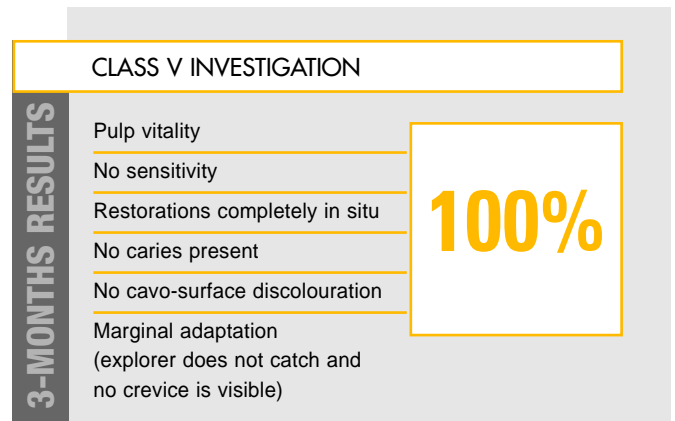 CLASS V INVESTIGATION
3-MONTHS RESULTS
Pulp vitality
No sensitivity
Restorations completely in situ
No caries present
No cavo-surface discolouration
Marginal adaptation
(explorer does not catch and
no crevice is visible)
100%